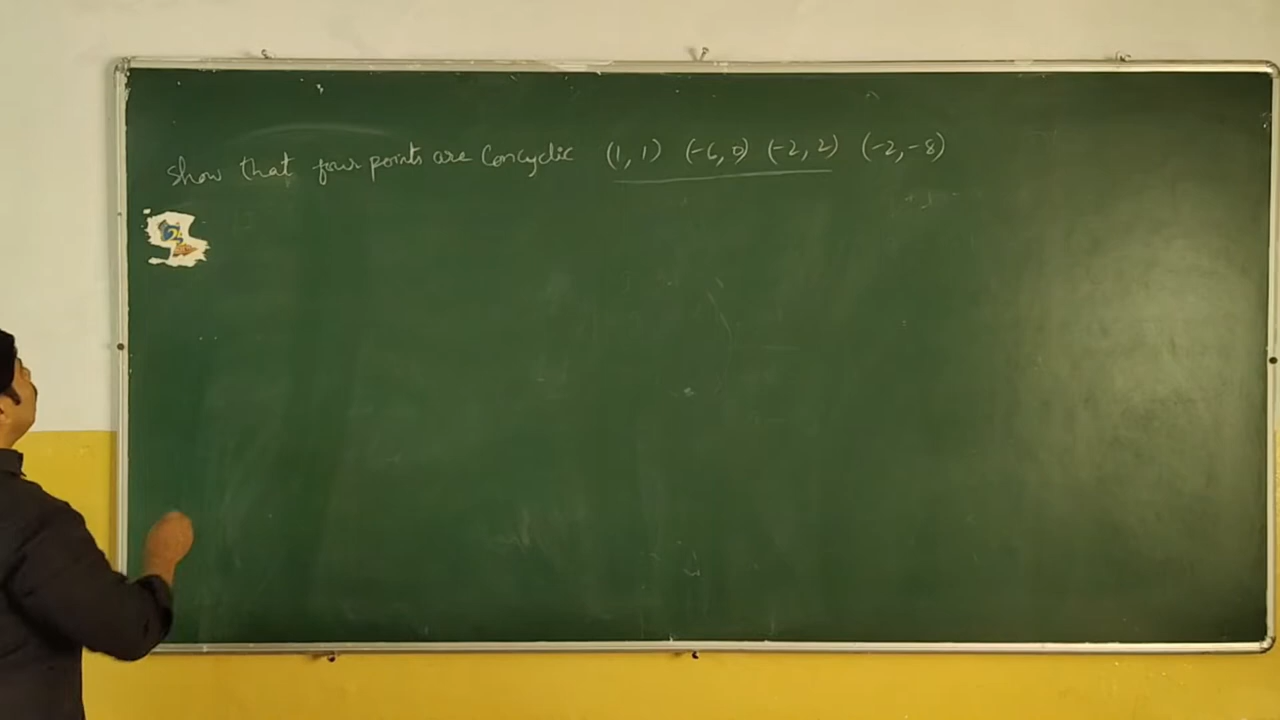 Show that four points are Concyclic (1, 1) (-6, 0) (-2, 2) (-2, -8)